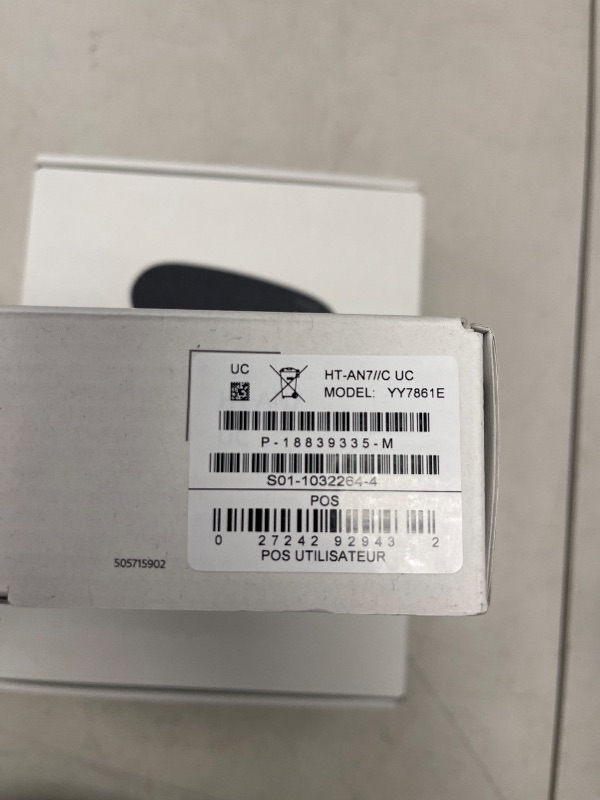 UC
HT-AN7//C UC
MODEL: YY7861E
P-18839335-M
S01-1032264-4
POS
0 27242 92943 2
POS UTILISATEUR
505715902